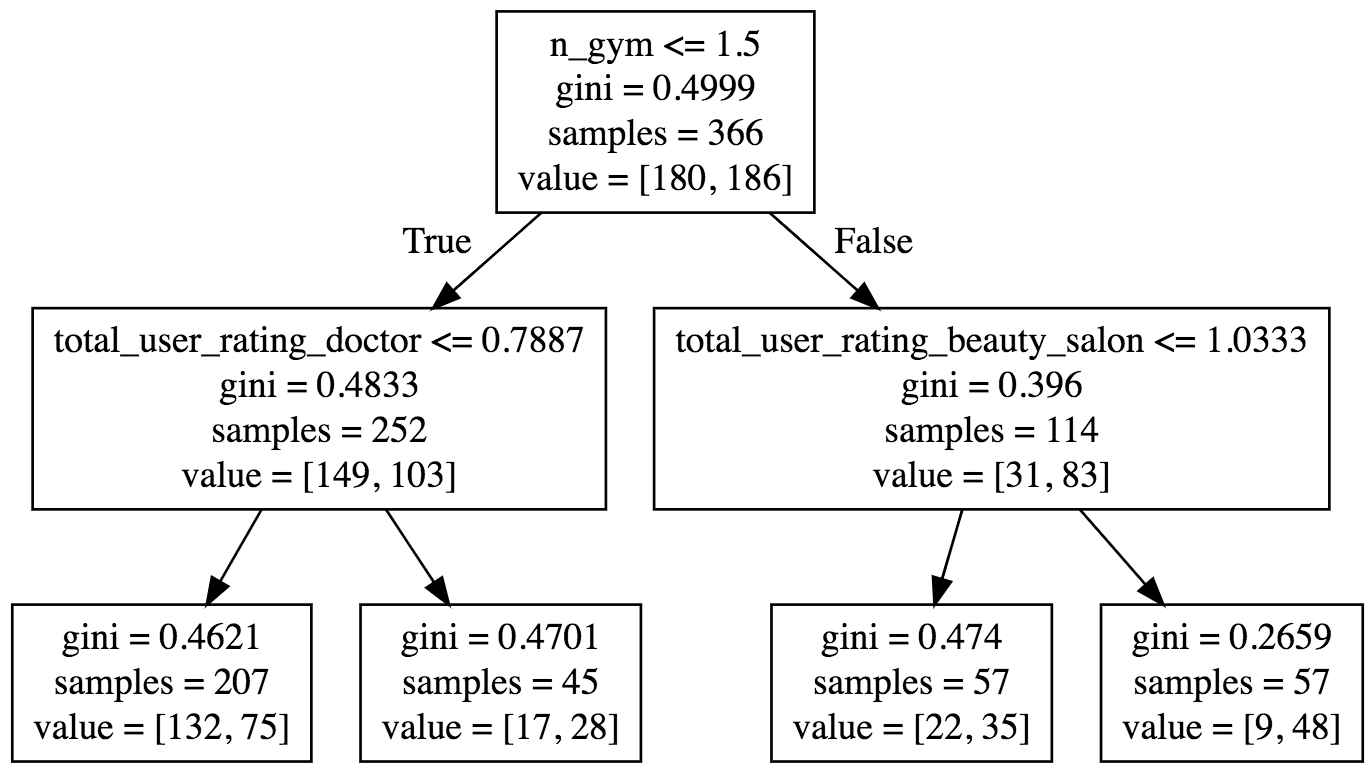 n_gym <= 1.5
gini = 0.4999
samples = 366
value = [180, 186]
True
False
total_user_rating_doctor <= 0.7887
gini = 0.4833
samples = 252
value = [149, 103]
total_user_rating_beauty_salon <= 1.0333
gini = 0.396
samples = 114
value = [31, 83]
gini = 0.4621
samples = 207
value = [132, 75]
gini = 0.4701
samples = 45
value = [17, 28]
gini = 0.474
samples = 57
value = [22, 35]
gini = 0.2659
samples = 57
value = [9, 48]